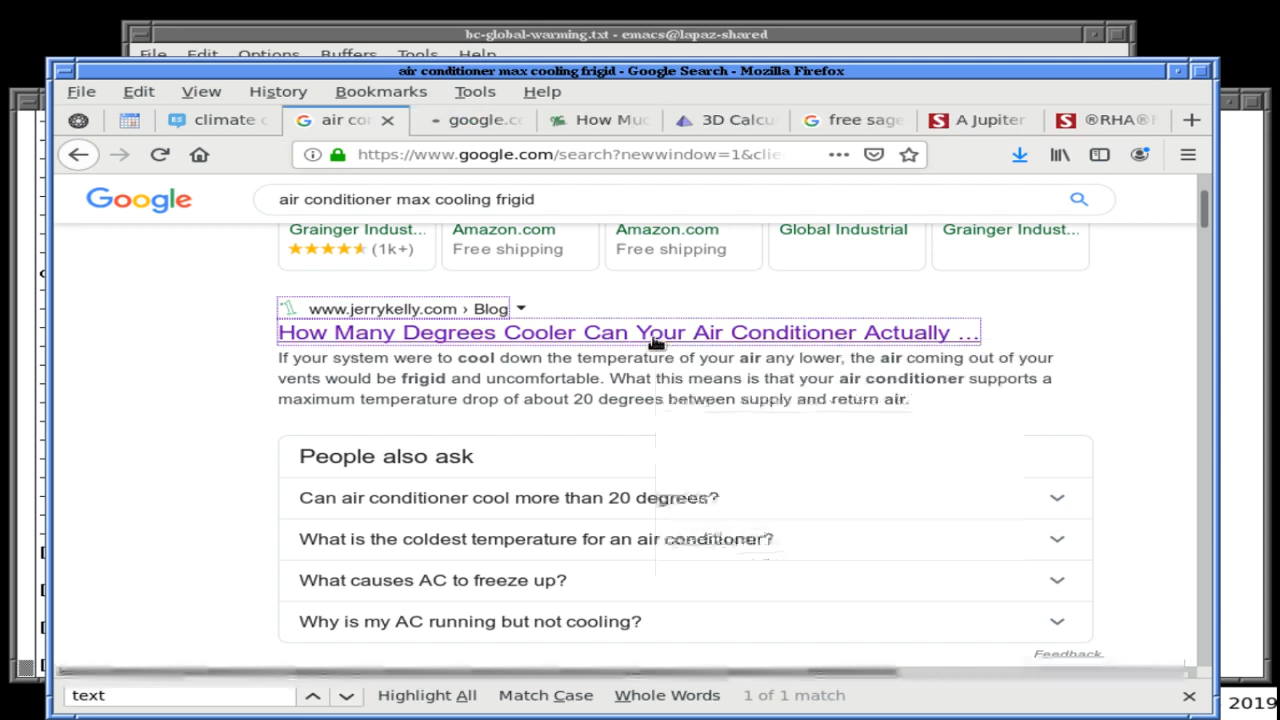 bc-global-warming.txt - emacs@lapaz-shared
File Edit Options Buffers Tools Help
air conditioner max cooling frigid - Google Search - Mozilla Firefox
File Edit View History Bookmarks Tools Help
climate c air cor google.c How Muc 3D Calcu free sage A Jupiter ®RHA®
https://www.google.com/search?newwindow=1&clie
Google air conditioner max cooling frigid
Grainger Indust... Amazon.com Amazon.com Global Industrial Grainger Indust...
(1k+) Free shipping Free shipping
www.jerrykelly.com › Blog
How Many Degrees Cooler Can Your Air Conditioner Actually ...
If your system were to cool down the temperature of your air any lower, the air coming out of your
vents would be frigid and uncomfortable. What this means is that your air conditioner supports a
maximum temperature drop of about 20 degrees between supply and return air.
People also ask
Can air conditioner cool more than 20 degrees?
What is the coldest temperature for an air conditioner?
What causes AC to freeze up?
Why is my AC running but not cooling?
Feedback
text Highlight All Match Case Whole Words 1 of 1 match
2019